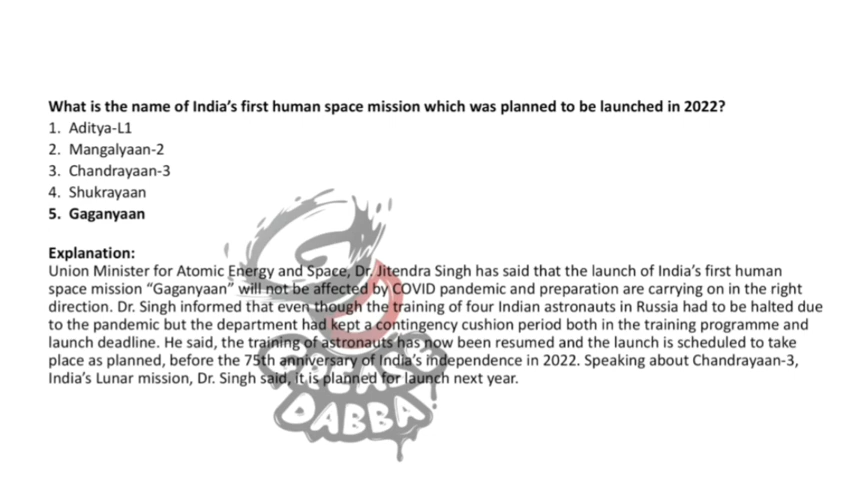 What is the name of India's first human space mission which was planned to be launched in 2022?
1. Aditya-L1
2. Mangalyaan-2
3. Chandrayaan-3
4. Shukrayaan
5. Gaganyaan
Explanation:
Union Minister for Atomic Energy and Space, Dr. Jitendra Singh has said that the launch of India's first human
space mission "Gaganyaan" will not be affected by COVID pandemic and preparation are carrying on in the right
direction. Dr. Singh informed that even though the training of four Indian astronauts in Russia had to be halted due
to the pandemic but the department had kept a contingency cushion period both in the training programme and
launch deadline. He said, the training of astronauts has now been resumed and the launch is scheduled to take
place as planned, before the 75th anniversary of India's independence in 2022. Speaking about Chandrayaan-3,
India's Lunar mission, Dr. Singh said, it is planned for launch next year.
DABBA